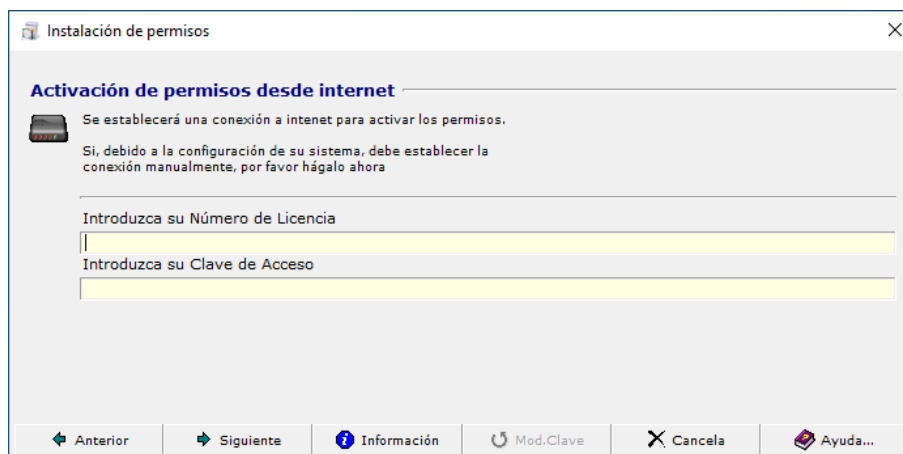 Instalación de permisos
Activación de permisos desde internet
Se establecerá una conexión a intenet para activar los permisos.
Si, debido a la configuración de su sistema, debe establecer la
conexión manualmente, por favor hágalo ahora
Introduzca su Número de Licencia
Introduzca su Clave de Acceso
Anterior Siguiente Información Mod.Clave Cancela Ayuda...